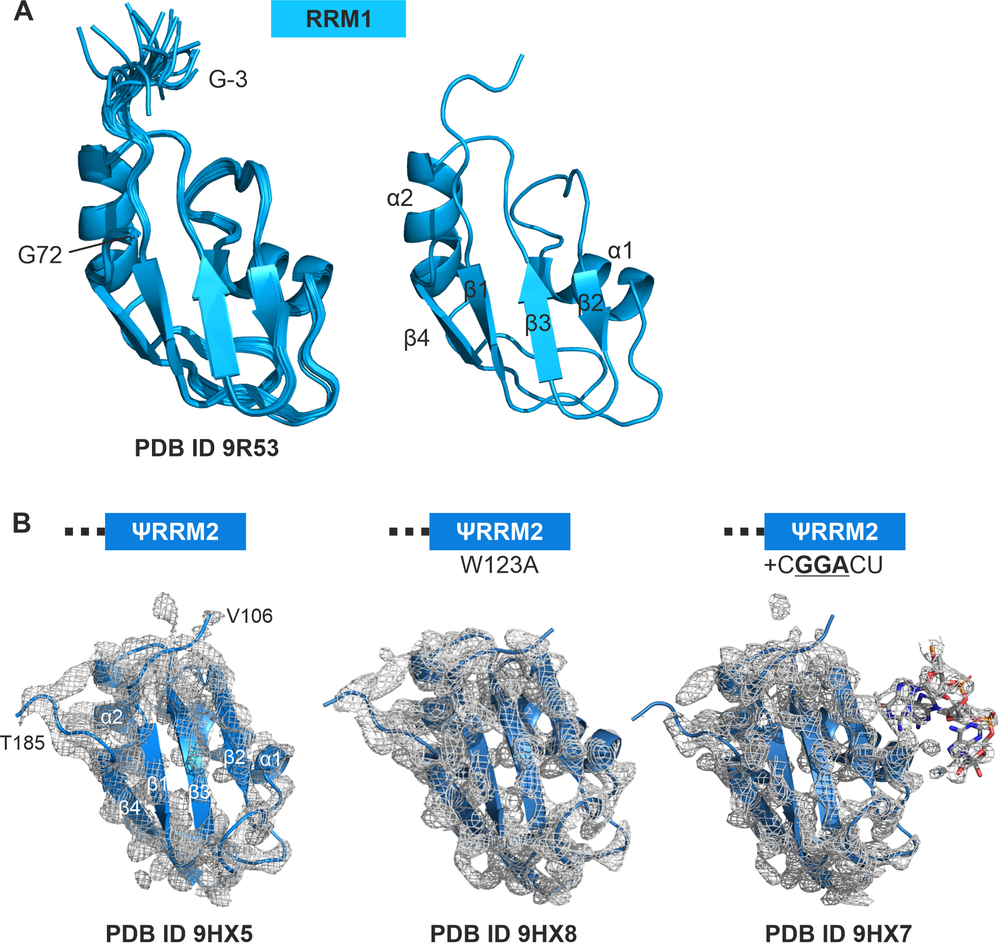 A
RRM1
G-3
α2
G72
α1
β1
β2
β3
β4
PDB ID 9R53
B
ΨRRM2
ΨRRM2
ΨRRM2
W123A
+CGGACU
V106
α2
T185
β2
α1
β1
β3
β4
PDB ID 9HX5
PDB ID 9HX8
PDB ID 9HX7